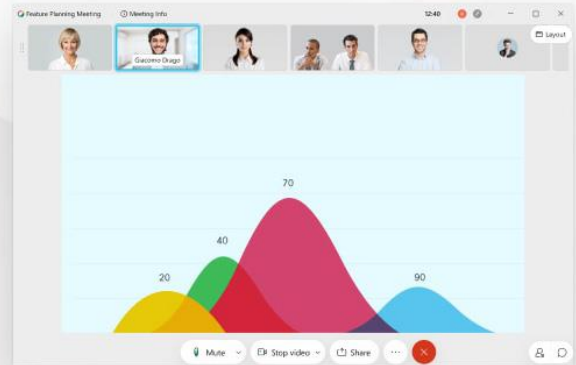 Feature Planning Meeting
Meeting Info
12:40
Layout
Giacomo Drago
70
40
20
90
Mute
Stop video
Share